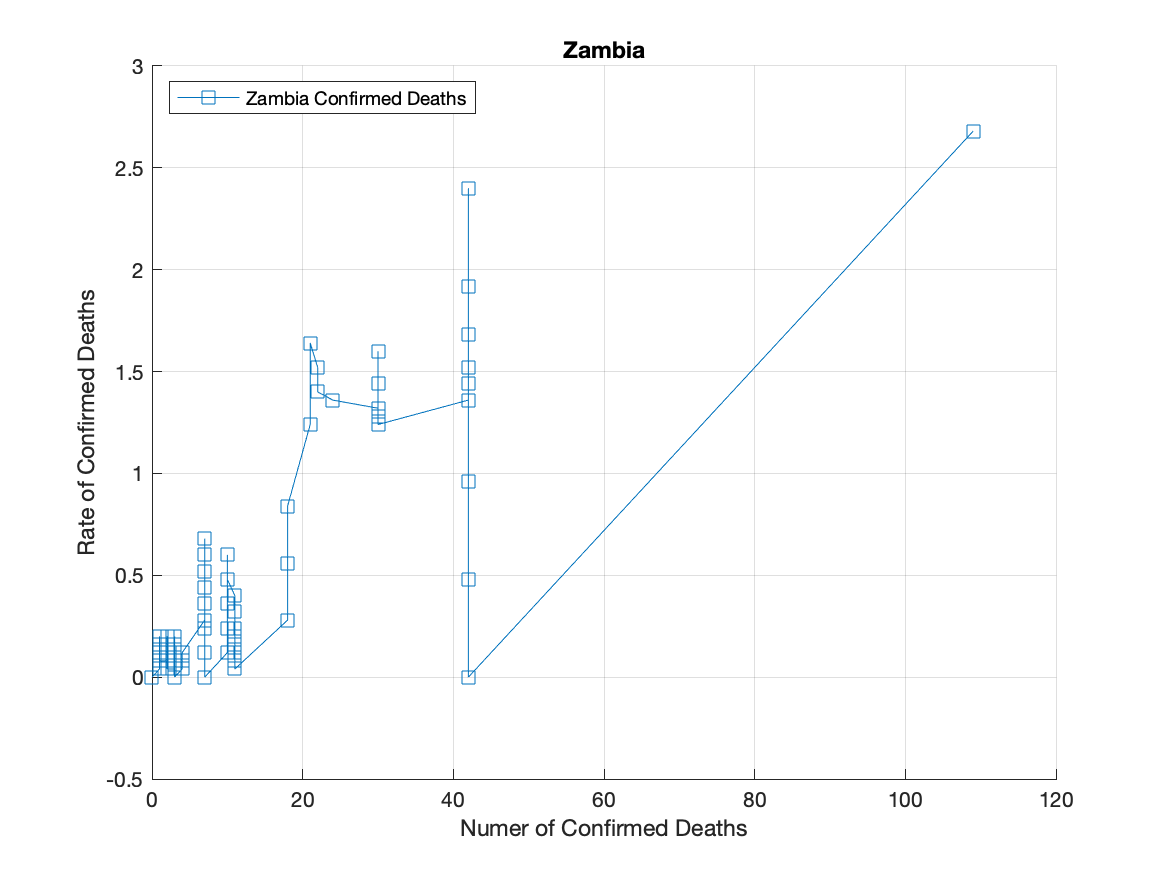 Zambia
Zambia Confirmed Deaths
3
2.5
2
1.5
1
0.5
0
-0.5
Rate of Confirmed Deaths
0 20 40 60 80 100 120
Numer of Confirmed Deaths